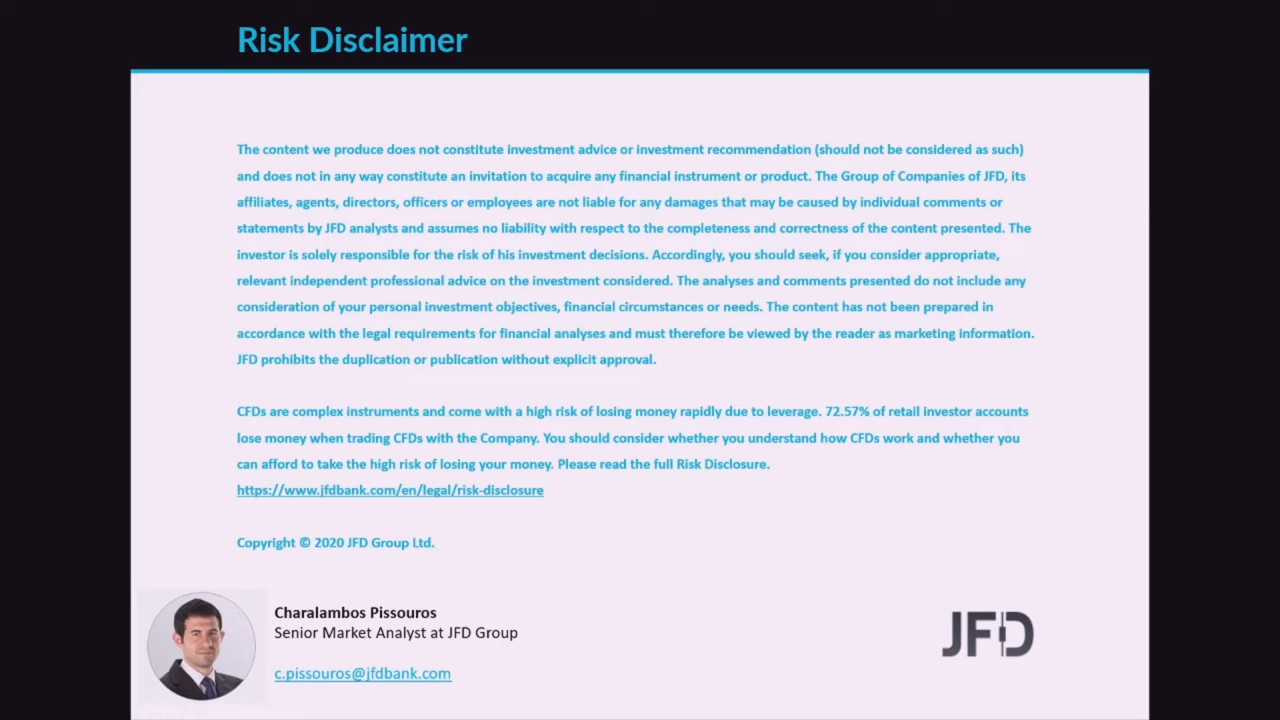 Risk Disclaimer
The content we produce does not constitute investment advice or investment recommendation (should not be considered as such)
and does not in any way constitute an invitation to acquire any financial instrument or product. The Group of Companies of JFD, its
affiliates, agents, directors, officers or employees are not liable for any damages that may be caused by individual comments or
statements by JFD analysts and assumes no liability with respect to the completeness and correctness of the content presented. The
investor is solely responsible for the risk of his investment decisions. Accordingly, you should seek, if you consider appropriate,
relevant independent professional advice on the investment considered. The analyses and comments presented do not include any
consideration of your personal investment objectives, financial circumstances or needs. The content has not been prepared in
accordance with the legal requirements for financial analyses and must therefore be viewed by the reader as marketing information.
JFD prohibits the duplication or publication without explicit approval.
CFDs are complex instruments and come with a high risk of losing money rapidly due to leverage. 72.57% of retail investor accounts
lose money when trading CFDs with the Company. You should consider whether you understand how CFDs work and whether you
can afford to take the high risk of losing your money. Please read the full Risk Disclosure.
https://www.jfdbank.com/en/legal/risk-disclosure
Copyright © 2020 JFD Group Ltd.
Charalambos Pissouros
Senior Market Analyst at JFD Group
c.pissouros@jfdbank.com
JFD